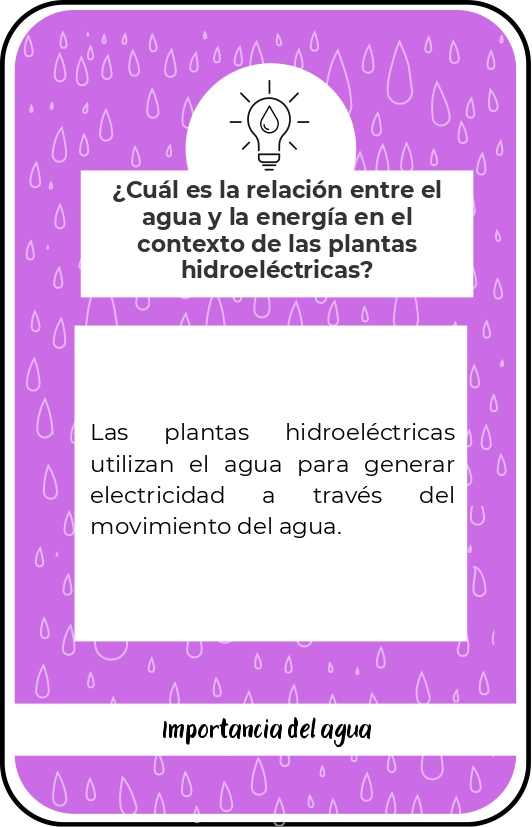 ¿Cuál es la relación entre el
agua y la energía en el
contexto de las plantas
hidroeléctricas?
Las plantas hidroeléctricas
utilizan el agua para generar
electricidad a través del
movimiento del agua.
Importancia del agua